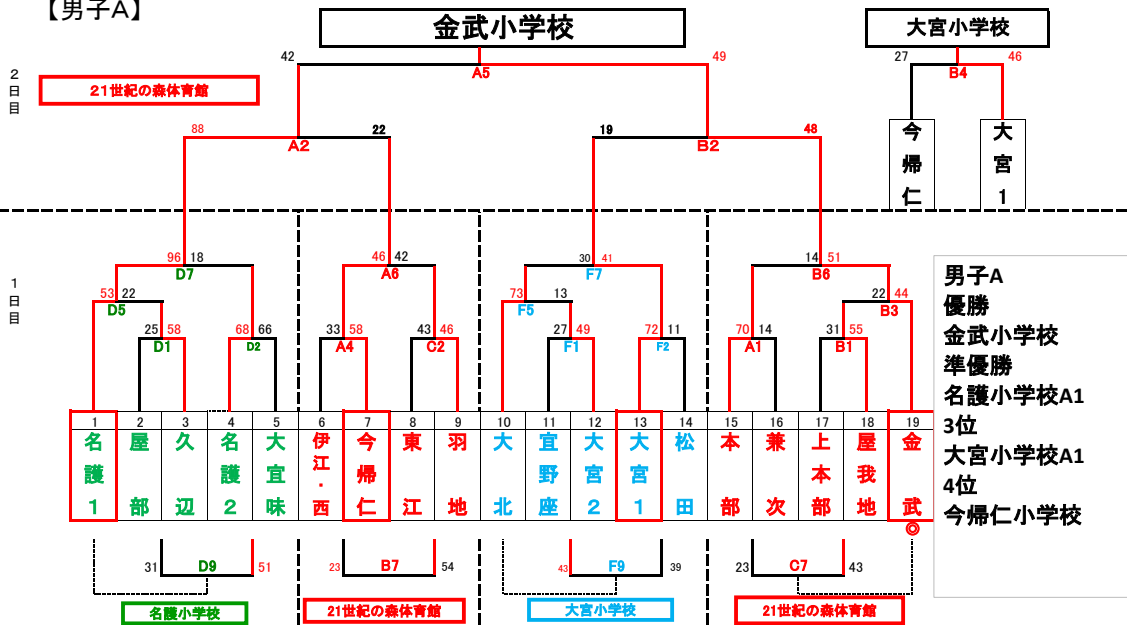 【男子A】
金武小学校
大宮小学校
42
49
A5
27
46
B4
2日目
21世紀の森体育館
今帰仁
大宮1
88
22
A2
19
48
B2
1日目
96 18
D7
46 42
A6
30 41
F7
14 51
B6
53 22
D5
73 13
F5
22 44
B3
25 58
D1
68 66
D2
33 58
A4
43 46
C2
27 49
F1
72 11
F2
70 14
A1
31 55
B1
1 2 3 4 5 6 7 8 9 10 11 12 13 14 15 16 17 18 19
名護1
屋部
久辺
名護2
大宜味
伊江・西
今帰仁
東江
羽地
大北
宜野座
大宮2
大宮1
松田
本部
兼次
上本部
屋我地
金武
◎
31 D9 51
23 B7 54
43 F9 39
23 C7 43
名護小学校
21世紀の森体育館
大宮小学校
21世紀の森体育館
男子A
優勝
金武小学校
準優勝
名護小学校A1
3位
大宮小学校A1
4位
今帰仁小学校